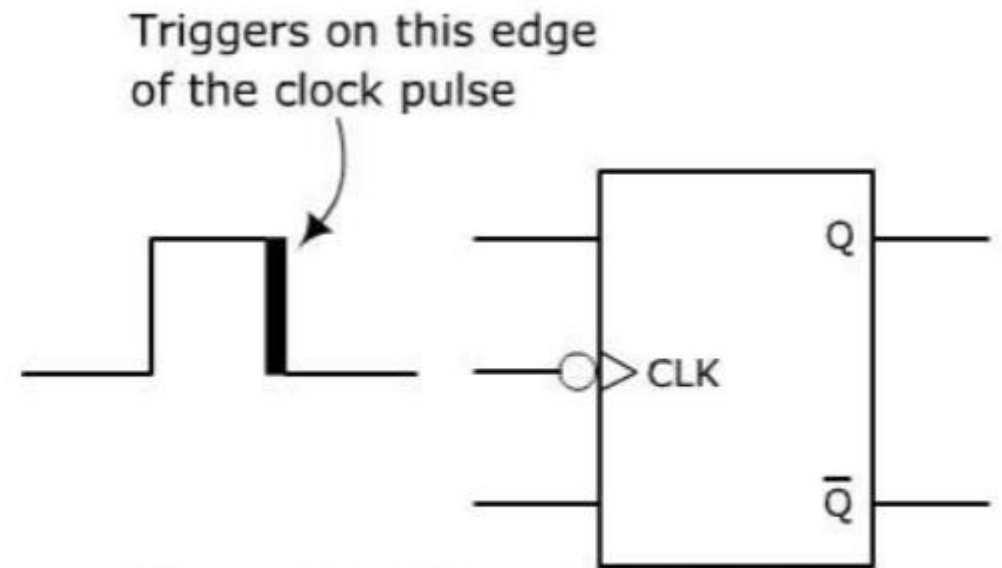 Triggers on this edge
of the clock pulse
Q
CLK
Q̅